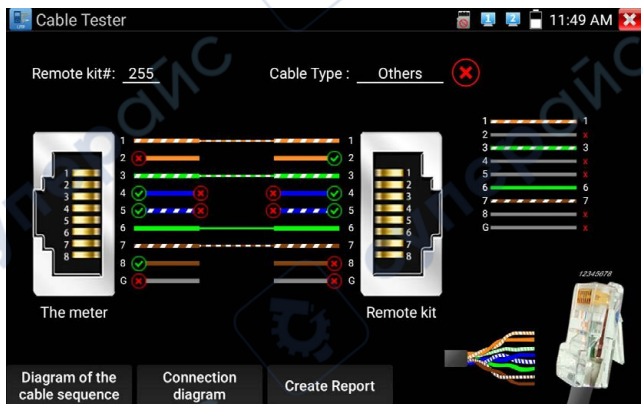 Cable Tester
1 2 11:49 AM
Remote kit#: 255 Cable Type : Others
1 1 1 1
2 2 2 x
3 3 3 3
4 4 4 x
5 5 5 x
6 6 6 6
7 7 7 7
8 8 8 x
G G G x
1 1
2 2
3 3
4 4
5 5
6 6
7 7
8 8
12345678
The meter Remote kit
Diagram of the Connection Create Report
cable sequence diagram